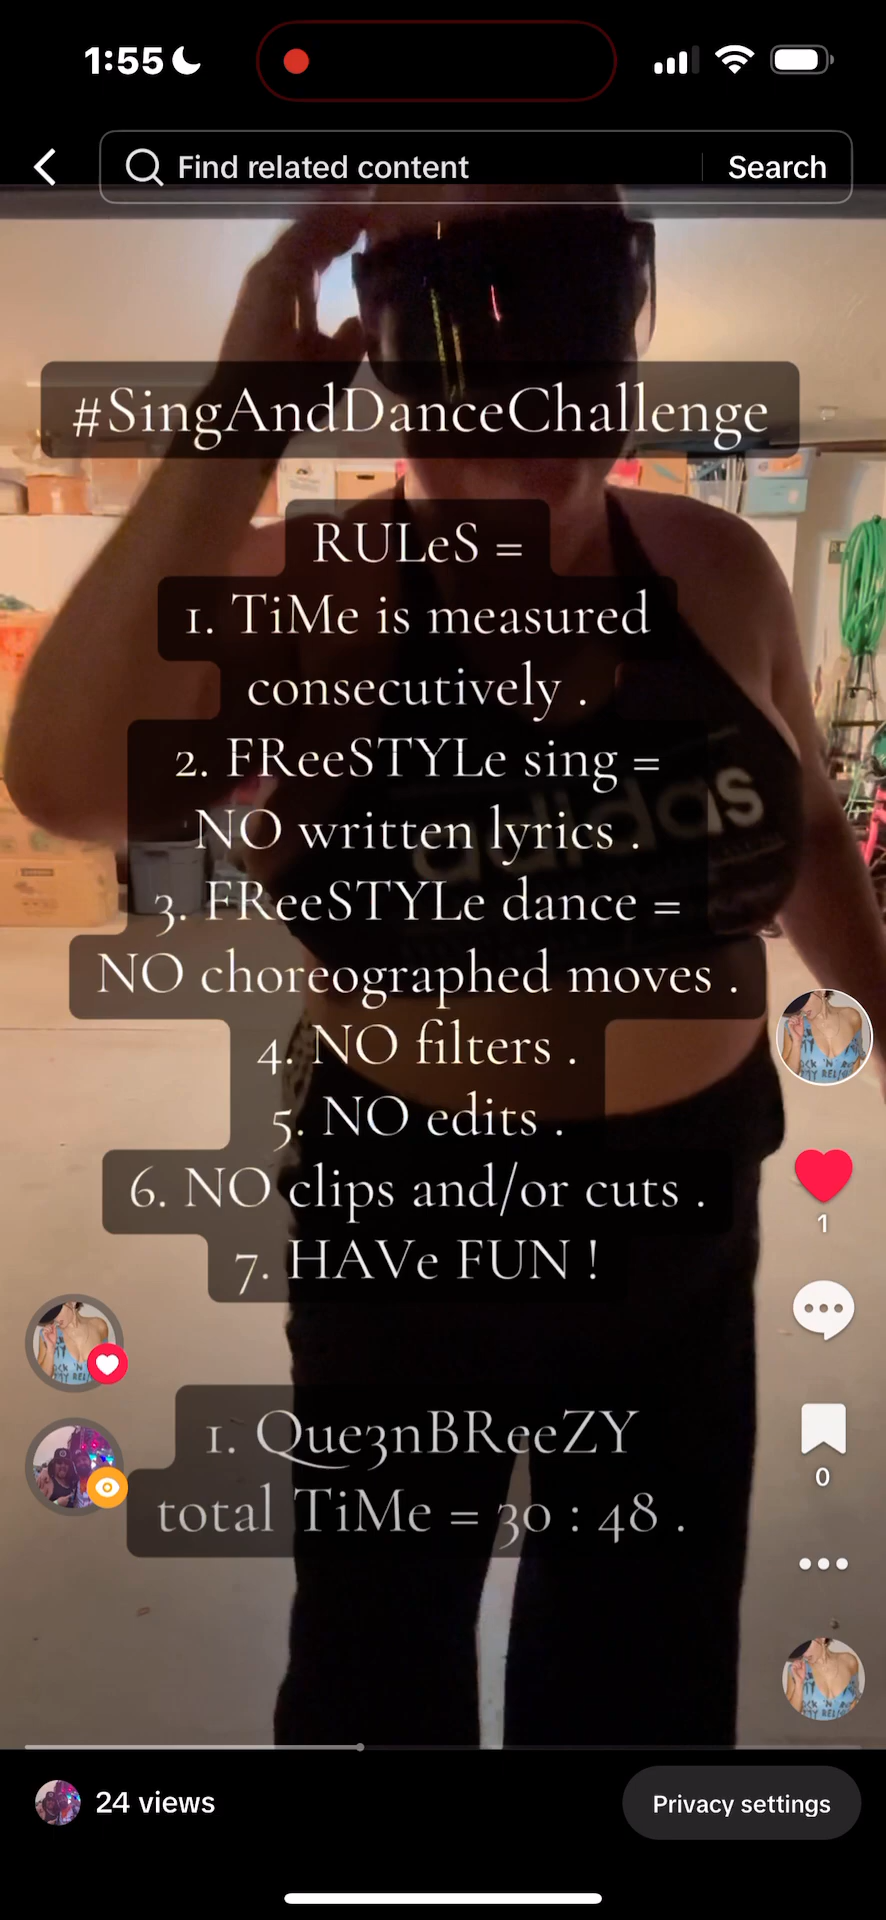 1:55
Find related content
Search
#SingAndDanceChallenge
RULeS =
1. TiMe is measured
consecutively .
2. FReeSTYLe sing =
NO written lyrics .
3. FReeSTYLe dance =
NO choreographed moves .
4. NO filters .
5. NO edits .
6. NO clips and/or cuts .
7. HAVe FUN !
adidas
1
0
1. Que3nBReeZY
total TiMe = 30 : 48 .
24 views
Privacy settings